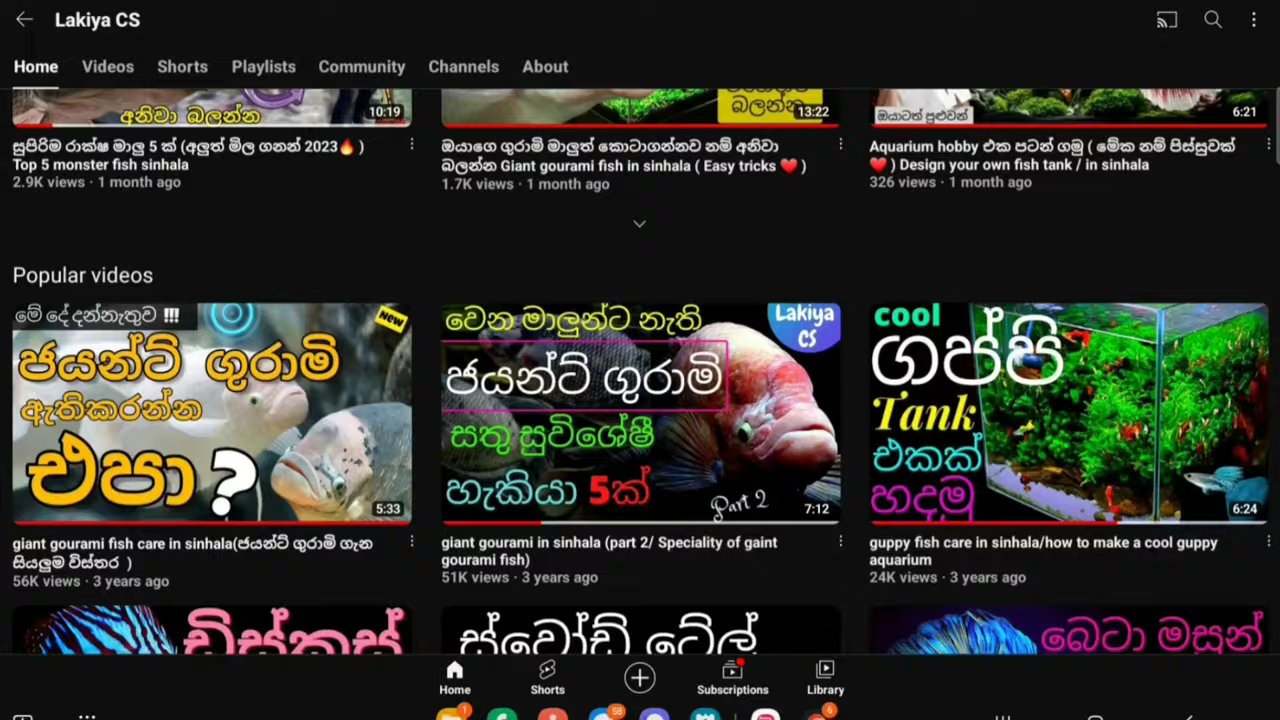 Lakiya CS
Home Videos Shorts Playlists Community Channels About
අනිවා බලන්න
10:19
බලන්න
13:22
ඔයාටත් පුළුවන්
6:21
සුපිරිම රාක්ෂ මාලු 5 ක් (අලුත් මිල ගනන් 2023🔥 )
Top 5 monster fish sinhala
2.9K views · 1 month ago
ඔයාගෙ ගුරාමි මාලුත් කොටාගන්නව නම් අනිවා
බලන්න Giant gourami fish in sinhala ( Easy tricks ❤️ )
1.7K views · 1 month ago
Aquarium hobby එක පටන් ගමු ( මේක නම් පිස්සුවක්
❤️ ) Design your own fish tank / in sinhala
326 views · 1 month ago
Popular videos
මේ දේ දන්නැතුව !!!
New
ජයන්ට් ගුරාමි
ඇතිකරන්න
එපා ?
5:33
වෙන මාලුන්ට නැති
Lakiya
CS
ජයන්ට් ගුරාමි
සතු සුවිශේෂී
හැකියා 5ක්
Part 2
7:12
cool
ගප්පි
Tank
එකක්
හදමු
6:24
giant gourami fish care in sinhala(ජයන්ට් ගුරාමි ගැන
සියලුම විස්තර )
56K views · 3 years ago
giant gourami in sinhala (part 2/ Speciality of gaint
gourami fish)
51K views · 3 years ago
guppy fish care in sinhala/how to make a cool guppy
aquarium
24K views · 3 years ago
ඩිස්කස්
ස්වෝඩ් ටේල්
බෙටා මසුන්
Home Shorts Subscriptions Library
1
58
6